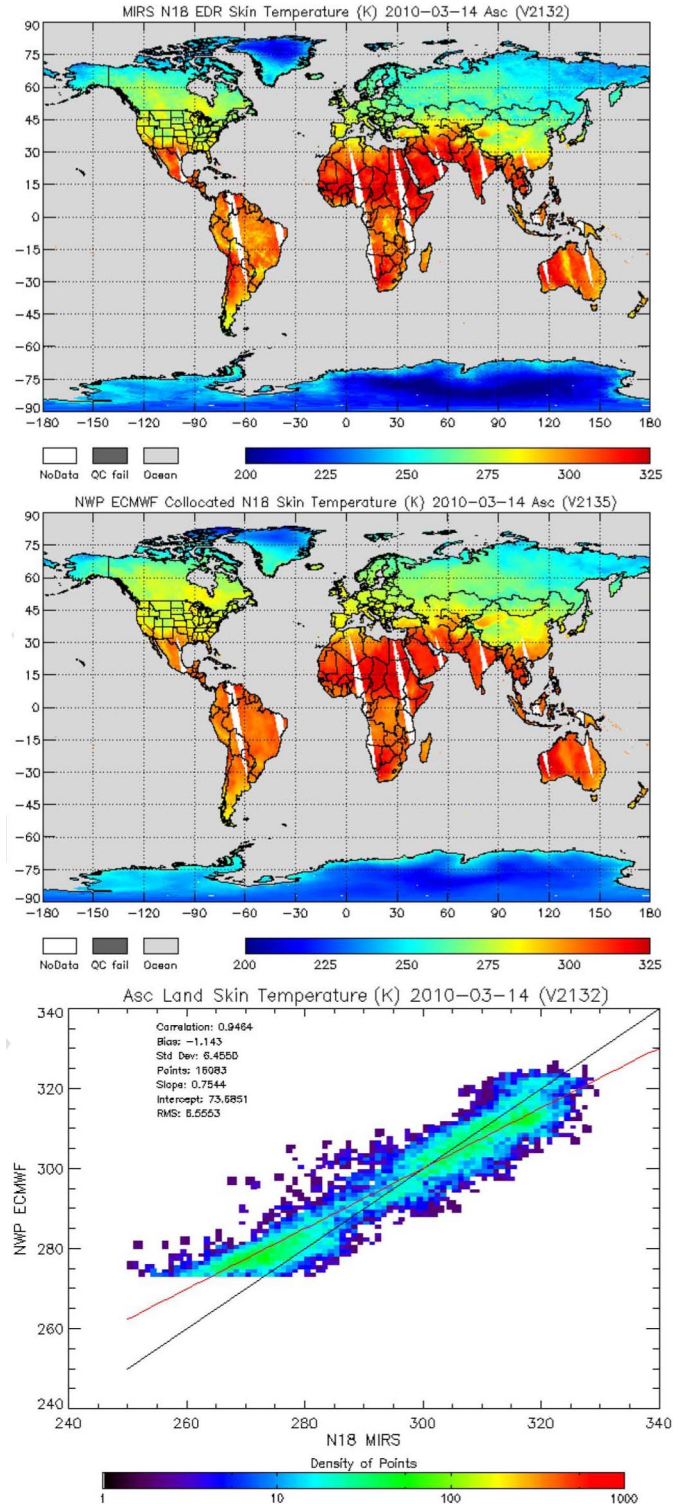 MIRS N18 EDR Skin Temperature (K) 2010-03-14 Asc (V2132)
90
75
60
45
30
15
0
-15
-30
-45
-60
-75
-90
-180 -150 -120 -90 -60 -30 0 30 60 90 120 150 180
NoData QC fail Ocean 200 225 250 275 300 325
NWP ECMWF Collocated N18 Skin Temperature (K) 2010-03-14 Asc (V2135)
90
75
60
45
30
15
0
-15
-30
-45
-60
-75
-90
-180 -150 -120 -90 -60 -30 0 30 60 90 120 150 180
NoData QC fail Ocean 200 225 250 275 300 325
Asc Land Skin Temperature (K) 2010-03-14 (V2132)
340
Correlation: 0.9464
Bias: -1.143
Std Dev: 6.4550
Points: 16083
Slope: 0.7544
Intercept: 73.6851
RMS: 6.5553
320
300
NWP ECMWF
280
260
240
240 260 280 300 320 340
N18 MIRS
Density of Points
1 10 100 1000